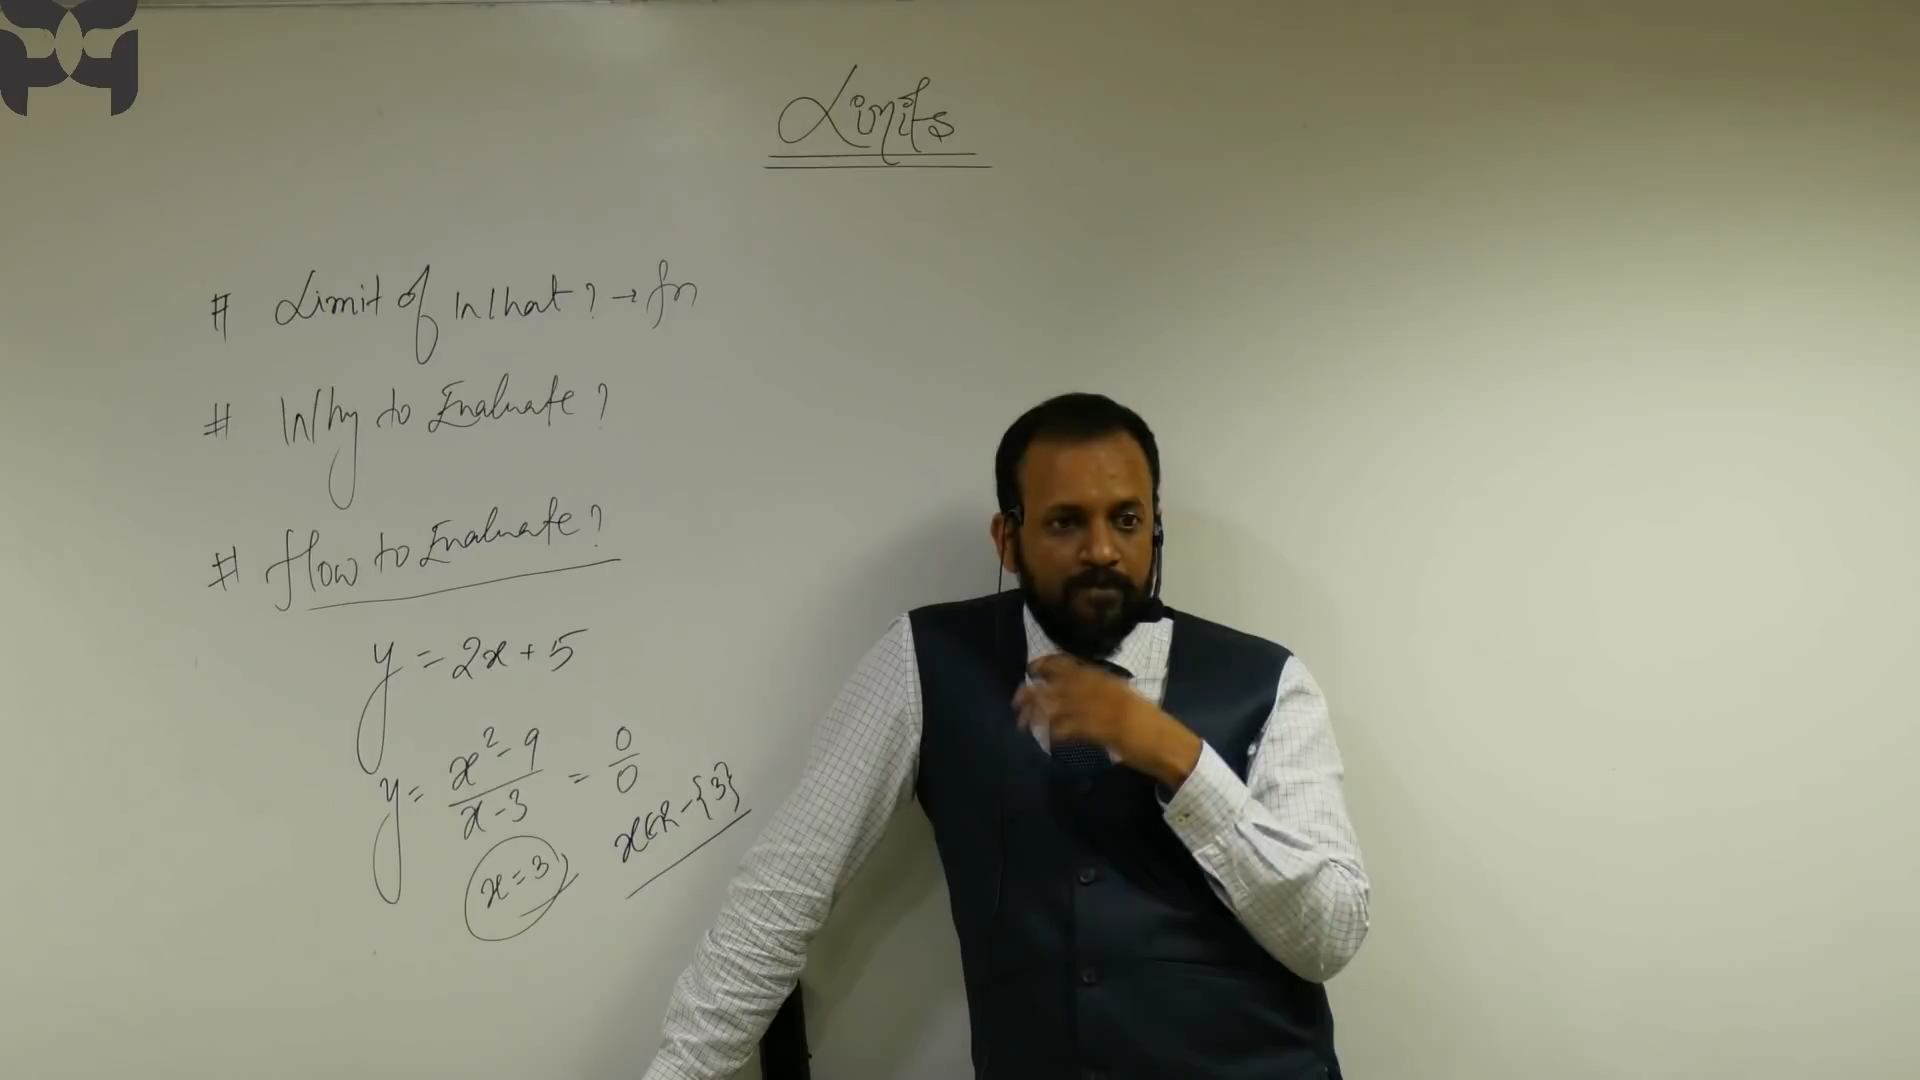 Limits
# Limit of What? → fn
# Why to Evaluate?
# How to Evaluate?
y = 2x + 5
y = x² - 9 / x - 3 = 0 / 0
x = 3
x ∈ R - {3}